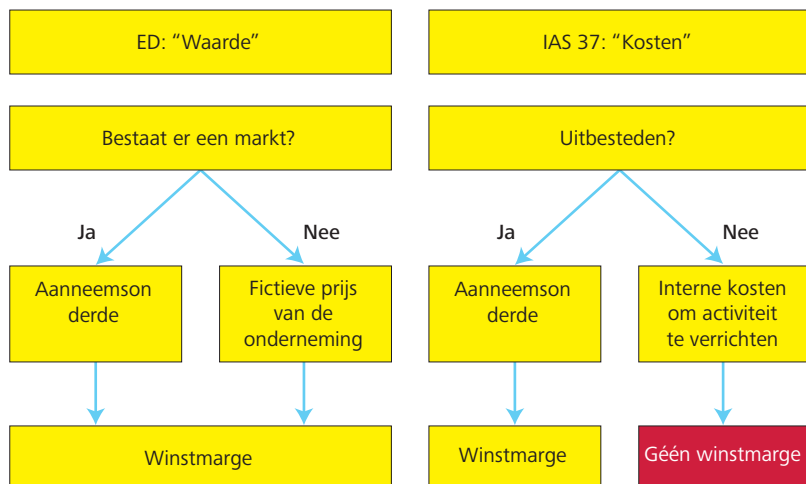 ED: “Waarde”
IAS 37: “Kosten”
Bestaat er een markt?
Uitbesteden?
Ja
Nee
Ja
Nee
Aanneemson
derde
Fictieve prijs
van de
onderneming
Aanneemson
derde
Interne kosten
om activiteit
te verrichten
Winstmarge
Winstmarge
Géén winstmarge